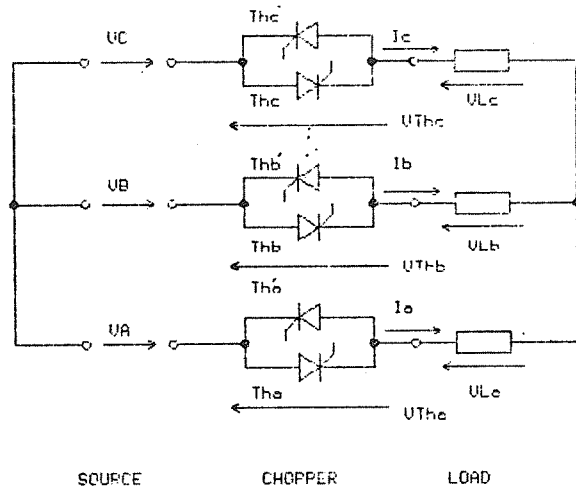 Thc'
VC
Ic
Thc
VLc
VThc
Thb'
VB
Ib
Thb
VLb
VThb
Tha'
VA
Ia
Tha
VLa
VTha
SOURCE CHOPPER LOAD